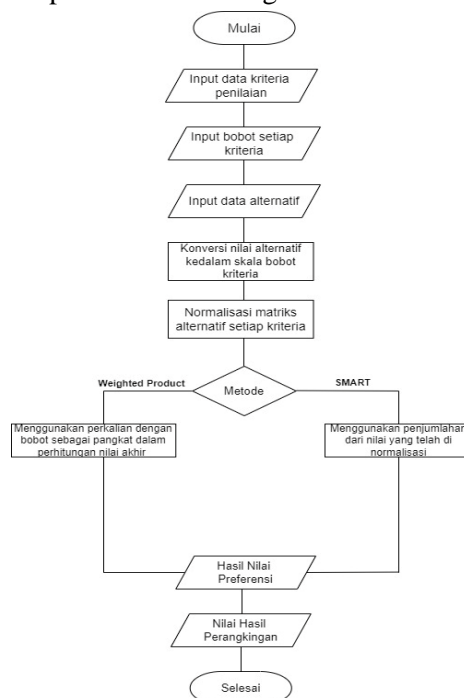 Mulai
Input data kriteria
penilaian
Input bobot setiap
kriteria
Input data alternatif
Konversi nilai alternatif
kedalam skala bobot
kriteria
Normalisasi matriks
alternatif setiap kriteria
Weighted Product
Metode
SMART
Menggunakan perkalian dengan
bobot sebagai pangkat dalam
perhitungan nilai akhir
Menggunakan penjumlahan
dari nilai yang telah di
normalisasi
Hasil Nilai
Preferensi
Nilai Hasil
Perangkingan
Selesai